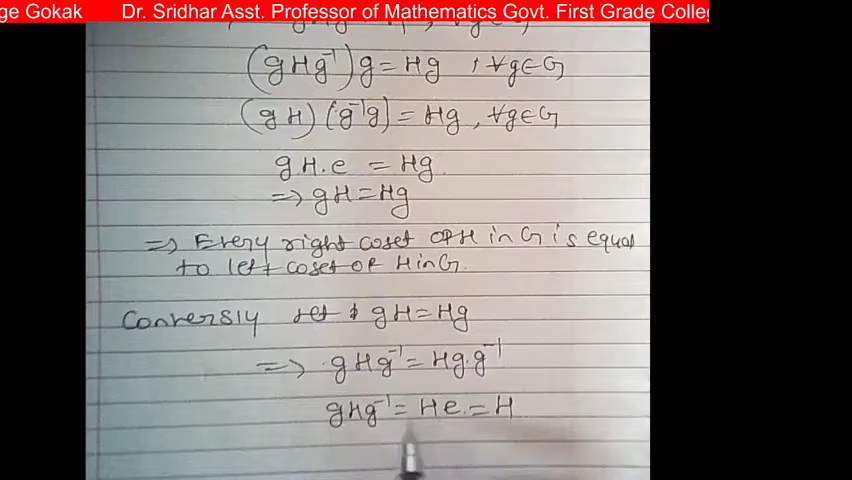 ge Gokak Dr. Sridhar Asst. Professor of Mathematics Govt. First Grade Colle
(gHg⁻¹)g = Hg , ∀g∈G
(gH)(g⁻¹g) = Hg, ∀g∈G
gH.e = Hg
⇒ gH = Hg
⇒ Every right coset of H in G is equal
to left coset of H in G.
Conversly let gH = Hg
⇒ gHg⁻¹ = Hg.g⁻¹
gHg⁻¹ = He. = H